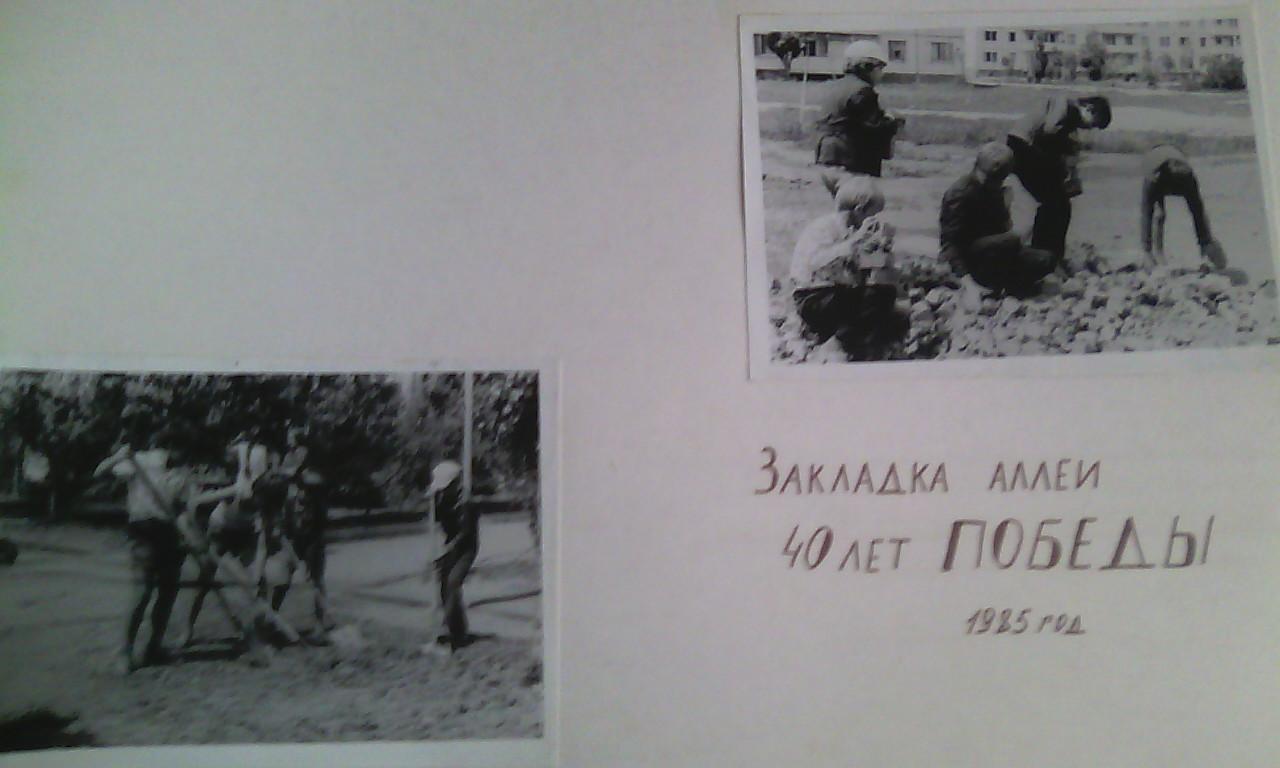 Закладка аллеи
40 лет ПОБЕДЫ
1985 год